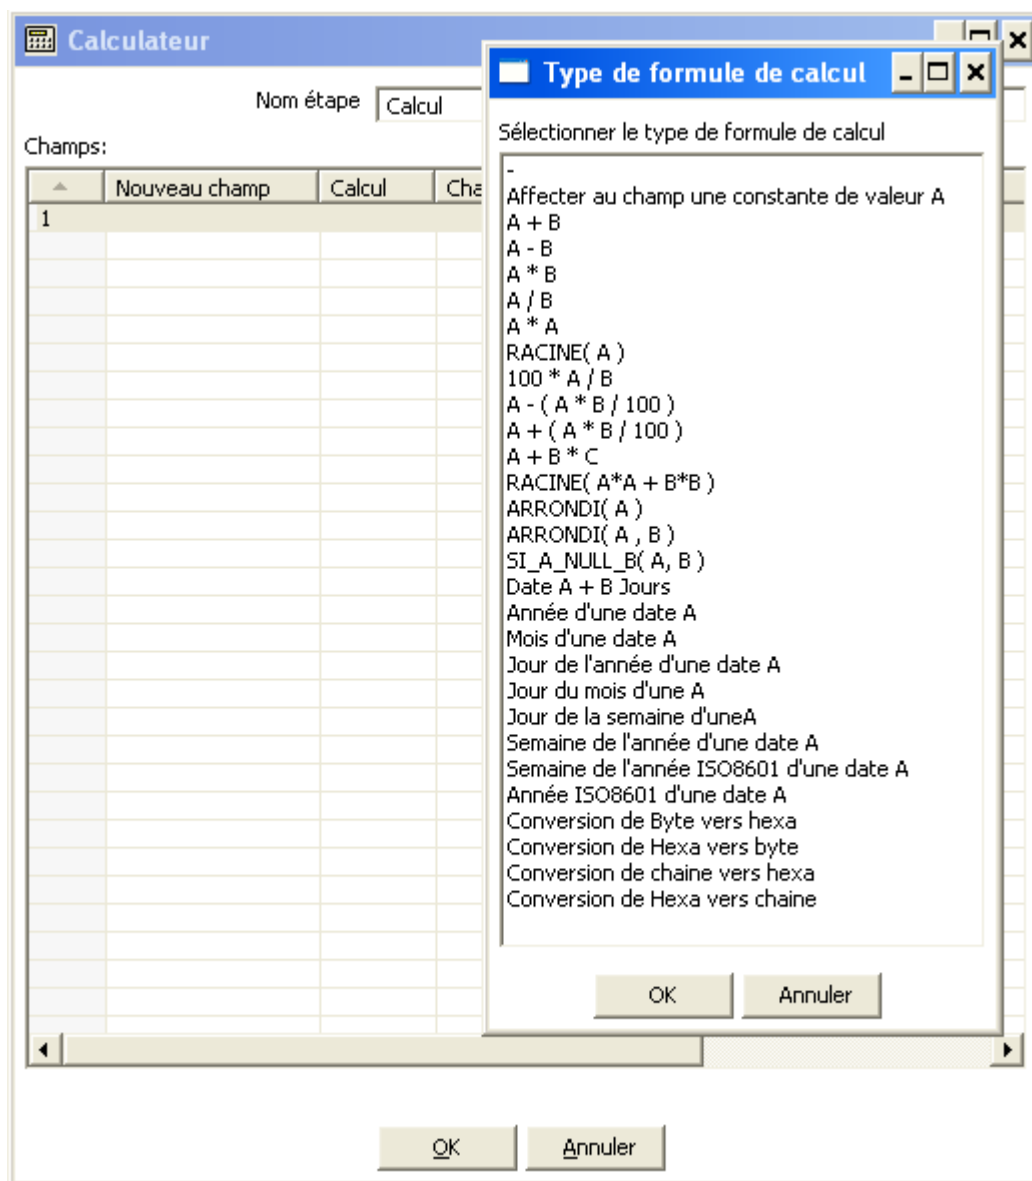 Calculateur
Nom étape Calcul
Champs:
Nouveau champ Calcul Cha
1
OK Annuler
Type de formule de calcul
Sélectionner le type de formule de calcul
-
Affecter au champ une constante de valeur A
A + B
A - B
A * B
A / B
A * A
RACINE( A )
100 * A / B
A - ( A * B / 100 )
A + ( A * B / 100 )
A + B * C
RACINE( A*A + B*B )
ARRONDI( A )
ARRONDI( A , B )
SI_A_NULL_B( A, B )
Date A + B Jours
Année d'une date A
Mois d'une date A
Jour de l'année d'une date A
Jour du mois d'une A
Jour de la semaine d'uneA
Semaine de l'année d'une date A
Semaine de l'année ISO8601 d'une date A
Année ISO8601 d'une date A
Conversion de Byte vers hexa
Conversion de Hexa vers byte
Conversion de chaine vers hexa
Conversion de Hexa vers chaine
OK Annuler